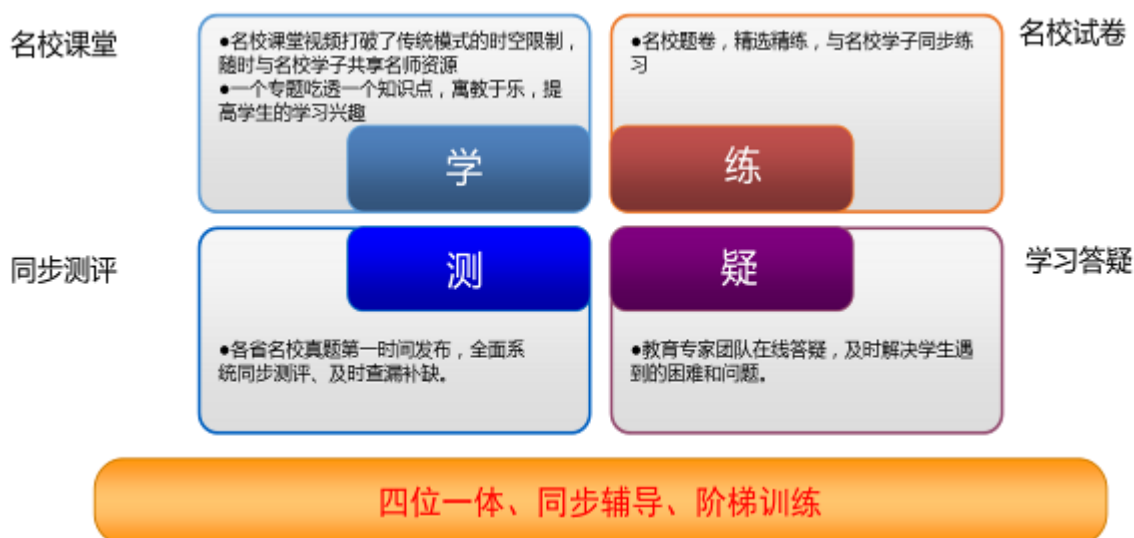 名校课堂
●名校课堂视频打破了传统模式的时空限制，
随时与名校学子共享名师资源
●一个专题吃透一个知识点，寓教于乐，提
高学生的学习兴趣
学
●名校题卷，精选精练，与名校学子同步练
习
练
名校试卷
同步测评
测
●各省名校真题第一时间发布，全面系
统同步测评、及时查漏补缺。
疑
●教育专家团队在线答疑，及时解决学生遇
到的困难和问题。
学习答疑
四位一体、同步辅导、阶梯训练